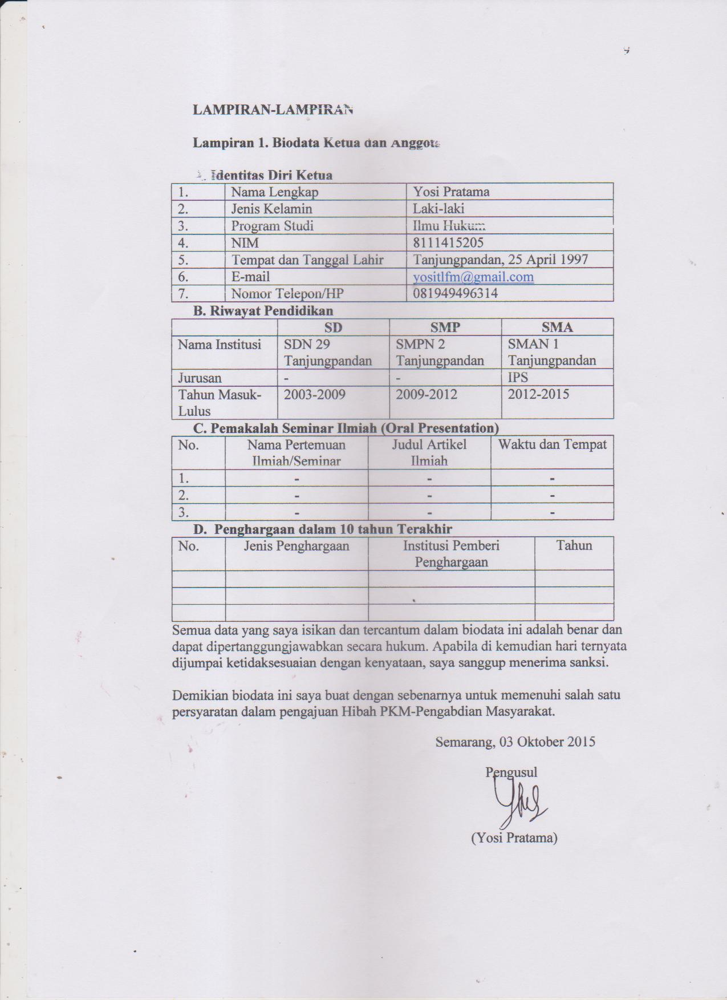 LAMPIRAN-LAMPIRAN
Lampiran 1. Biodata Ketua dan Anggota
A. Identitas Diri Ketua
1. Nama Lengkap Yosi Pratama
2. Jenis Kelamin Laki-laki
3. Program Studi Ilmu Hukum
4. NIM 8111415205
5. Tempat dan Tanggal Lahir Tanjungpandan, 25 April 1997
6. E-mail yositlfm@gmail.com
7. Nomor Telepon/HP 081949496314
B. Riwayat Pendidikan
SD SMP SMA
Nama Institusi SDN 29 SMPN 2 SMAN 1
Tanjungpandan Tanjungpandan Tanjungpandan
Jurusan - - IPS
Tahun Masuk- 2003-2009 2009-2012 2012-2015
Lulus
C. Pemakalah Seminar Ilmiah (Oral Presentation)
No. Nama Pertemuan Judul Artikel Waktu dan Tempat
Ilmiah/Seminar Ilmiah
1. - - -
2. - - -
3. - - -
D. Penghargaan dalam 10 tahun Terakhir
No. Jenis Penghargaan Institusi Pemberi Tahun
Penghargaan
Semua data yang saya isikan dan tercantum dalam biodata ini adalah benar dan
dapat dipertanggungjawabkan secara hukum. Apabila di kemudian hari ternyata
dijumpai ketidaksesuaian dengan kenyataan, saya sanggup menerima sanksi.
Demikian biodata ini saya buat dengan sebenarnya untuk memenuhi salah satu
persyaratan dalam pengajuan Hibah PKM-Pengabdian Masyarakat.
Semarang, 03 Oktober 2015
Pengusul
(Yosi Pratama)